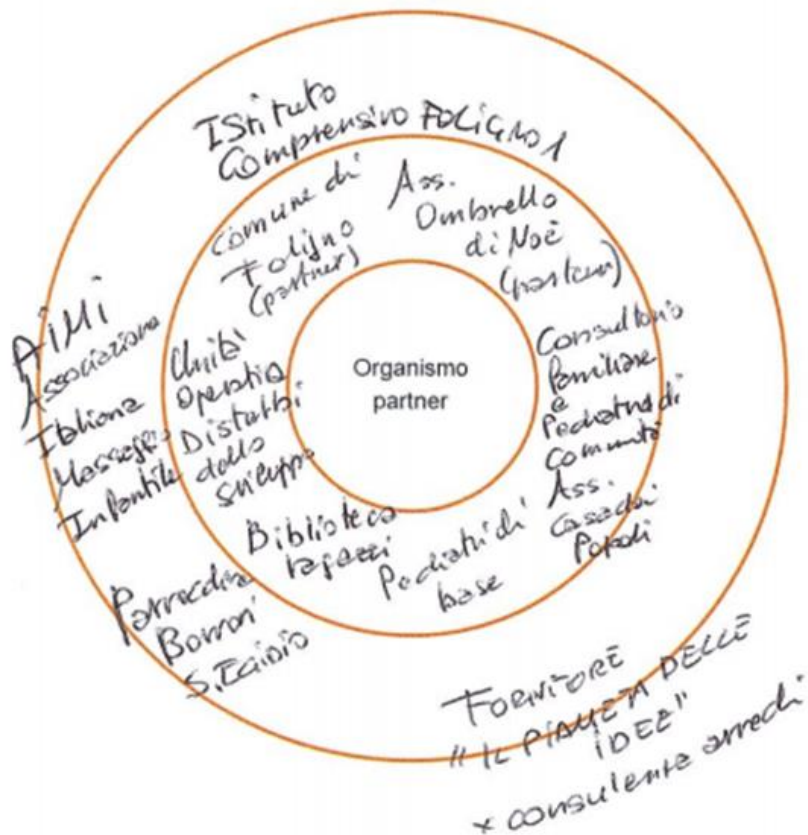 IStituto
Comprensivo FOLIGNO 1
Comune di
Foligno
(partner)
Ass.
Ombrello
di Noè
(partner)
AiMi
Associazione
Italiana
Massaggio
Infantile
Unità
Operativa
Disturbi
dello
sviluppo
Organismo
partner
Consultorio
Familiare
e
Pediatria di
Comunità
Ass.
Casa dei
Popoli
Biblioteca
ragazzi
Pediatri di
base
Parrocchia
Borroni
S. EGIDIO
FORNITORE
"IL PIANETA DELLE
IDEE"
x consulenza arredi